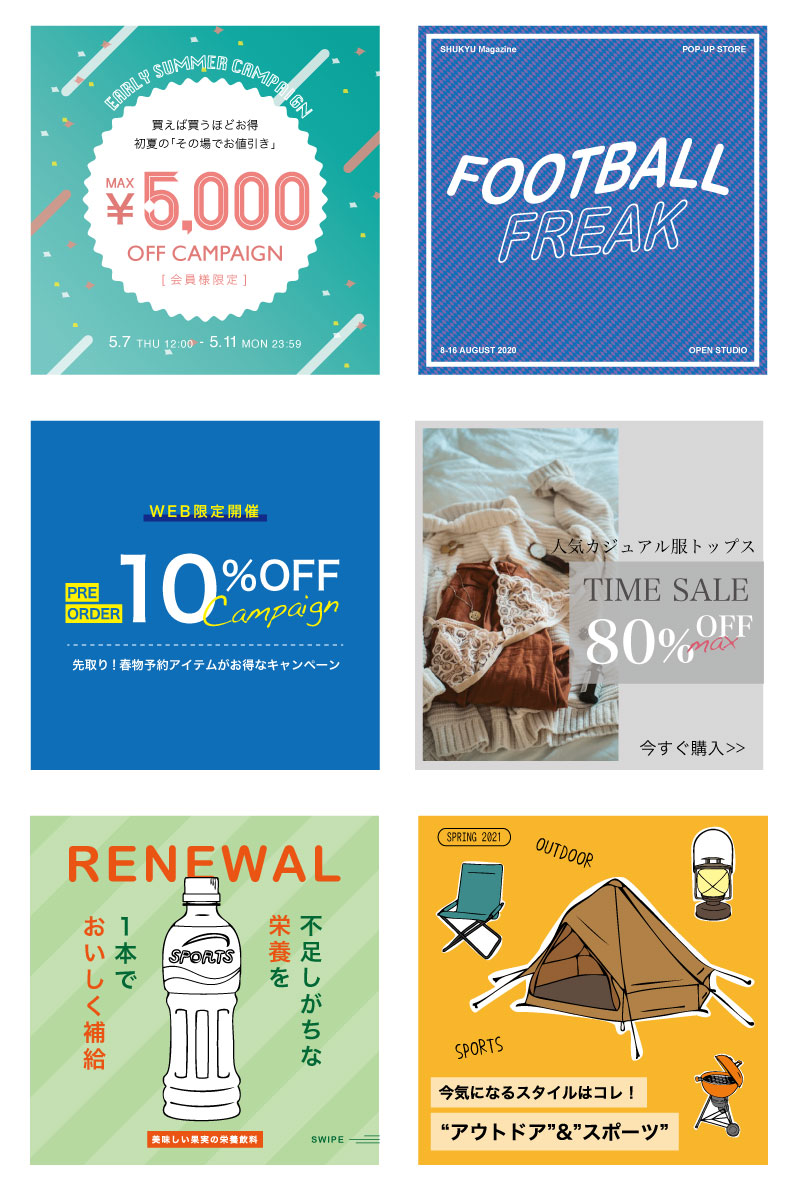 EARLY SUMMER CAMPAIGN
買えば買うほどお得
初夏の「その場でお値引き」
MAX
¥5,000
OFF CAMPAIGN
[ 会員様限定 ]
5.7 THU 12:00 - 5.11 MON 23:59
SHUKYU Magazine
POP-UP STORE
FOOTBALL
FREAK
8-16 AUGUST 2020
OPEN STUDIO
WEB限定開催
PRE
ORDER
10%OFF
Campaign
先取り！春物予約アイテムがお得なキャンペーン
人気カジュアル服トップス
TIME SALE
80%OFF
max
今すぐ購入>>
RENEWAL
不足しがちな
栄養を
1本で
おいしく補給
SPORTS
美味しい果実の栄養飲料
SWIPE
SPRING 2021
OUTDOOR
SPORTS
今気になるスタイルはコレ！
“アウトドア”&”スポーツ”